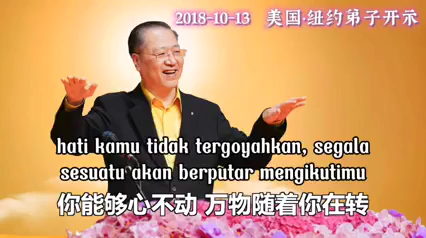 2018-10-13 美国·纽约弟子开示
hati kamu tidak tergoyahkan, segala
sesuatu akan berputar mengikutimu
你能够心不动 万物随着你在转